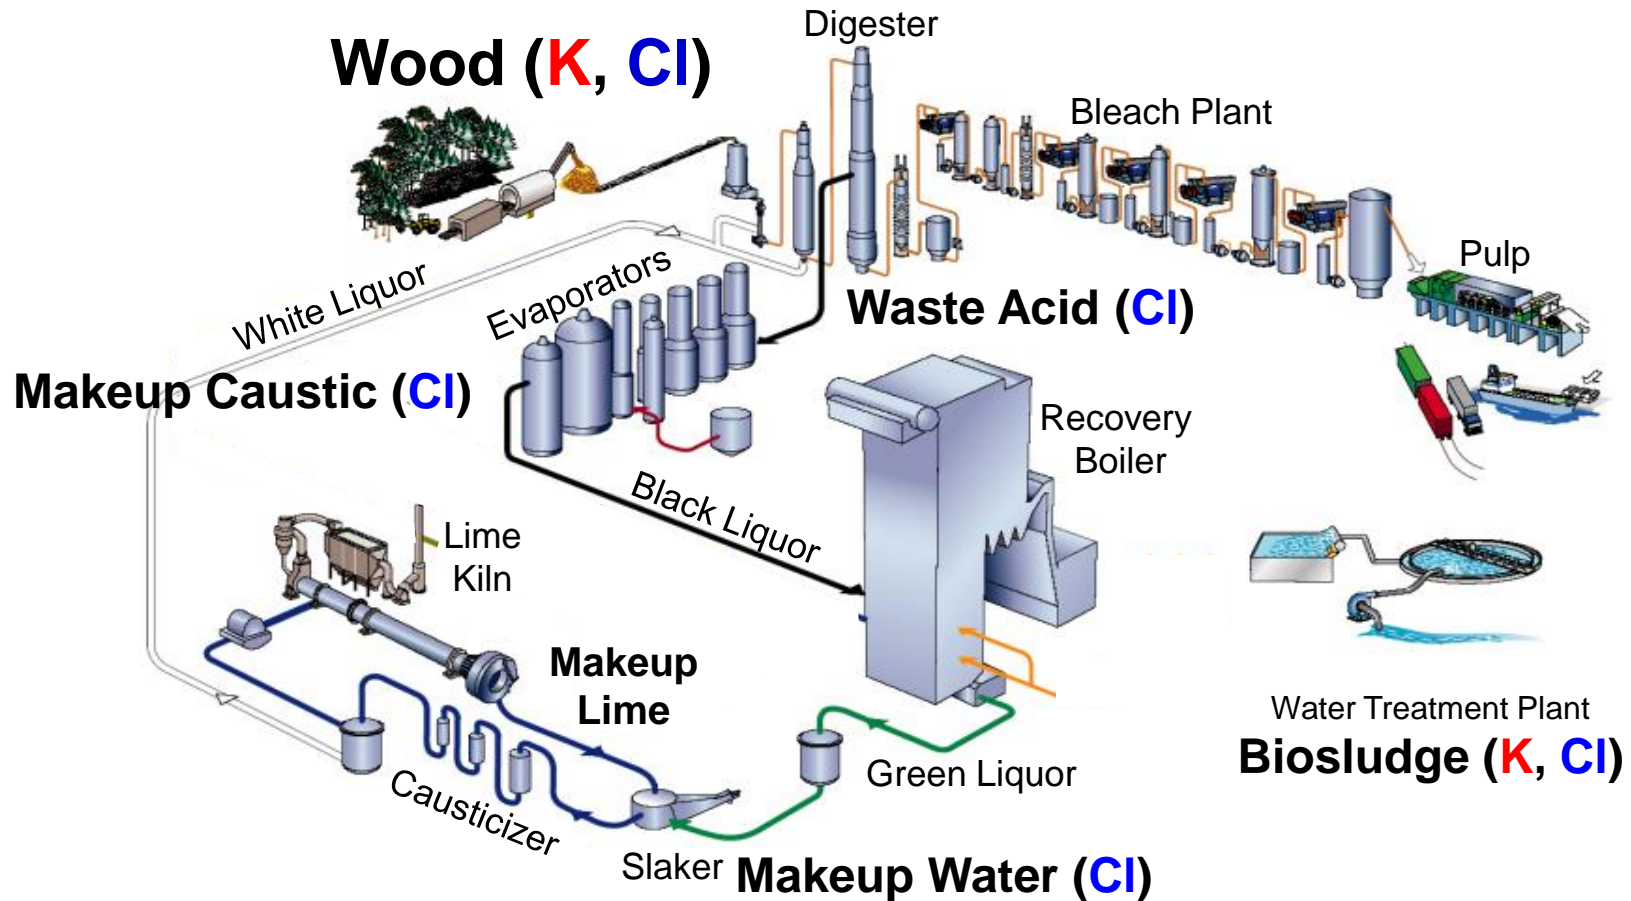 Digester
Wood (K, Cl)
Bleach Plant
Pulp
White Liquor
Evaporators
Waste Acid (Cl)
Makeup Caustic (Cl)
Recovery
Boiler
Black Liquor
Lime
Kiln
Makeup
Lime
Water Treatment Plant
Biosludge (K, Cl)
Green Liquor
Causticizer
Slaker
Makeup Water (Cl)